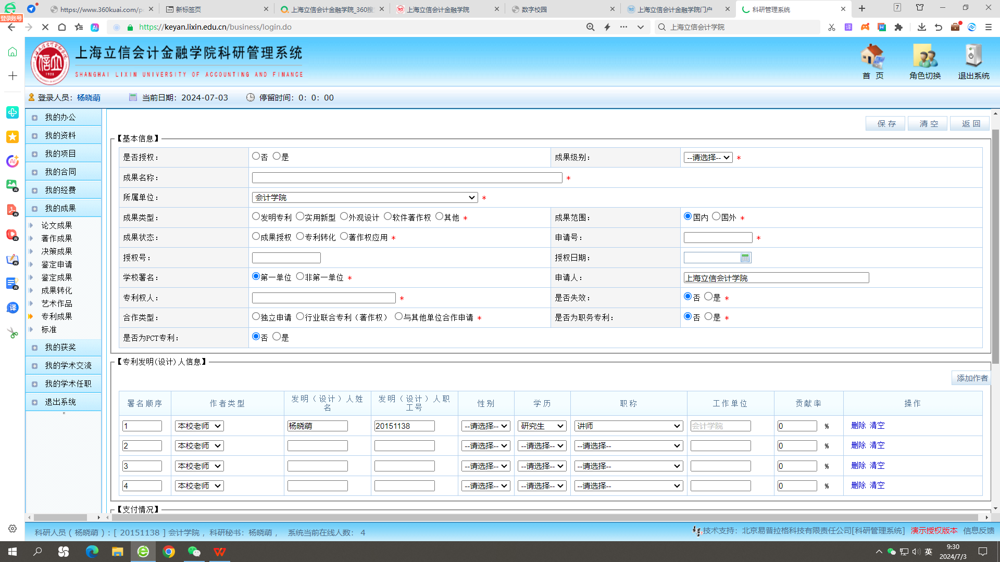 登录账号
https://www.360kuai.com/pc
新标签页
上海立信会计金融学院_360搜
上海立信会计金融学院
数字校园
上海立信会计金融学院门户
科研管理系统
7
https://keyan.lixin.edu.cn/business/login.do
上海立信会计学院
上海立信会计金融学院科研管理系统
SHANGHAI LIXIN UNIVERSITY OF ACCOUNTING AND FINANCE
首 页
角色切换
退出系统
登录人员：杨晓萌
当前日期：2024-07-03
停留时间：0：0：00
我的办公
我的资料
我的项目
我的合同
我的经费
我的成果
论文成果
著作成果
决策成果
鉴定申请
鉴定成果
成果转化
艺术作品
专利成果
标准
我的获奖
我的学术交流
我的学术任职
退出系统
保 存 清 空 返 回
【基本信息】
是否授权： 否 是 成果级别： --请选择-- *
成果名称： *
所属单位： 会计学院 *
成果类型： 发明专利 实用新型 外观设计 软件著作权 其他 * 成果范围： 国内 国外 *
成果状态： 成果授权 专利转化 著作权应用 * 申请号： *
授权号： 授权日期：
学校署名： 第一单位 非第一单位 * 申请人： 上海立信会计学院
专利权人： * 是否失效： 否 是 *
合作类型： 独立申请 行业联合专利（著作权） 与其他单位合作申请 * 是否为职务专利： 否 是 *
是否为PCT专利： 否 是
【专利发明(设计)人信息】
添加作者
署名顺序 作者类型 发明（设计）人姓名 发明（设计）人职工号 性别 学历 职称 工作单位 贡献率 操作
1 本校老师 杨晓萌 20151138 --请选择-- 研究生 讲师 会计学院 0 % 删除 清空
2 本校老师 --请选择-- --请选择-- --请选择-- 0 % 删除 清空
3 本校老师 --请选择-- --请选择-- --请选择-- 0 % 删除 清空
4 本校老师 --请选择-- --请选择-- --请选择-- 0 % 删除 清空
【支付情况】
科研人员（杨晓萌）：[ 20151138 ] 会计学院，科研秘书：杨晓萌， 系统当前在线人数： 4
技术支持：北京易普拉格科技有限责任公司[科研管理系统] 演示授权版本 信息反馈
英
9:30
2024/7/3